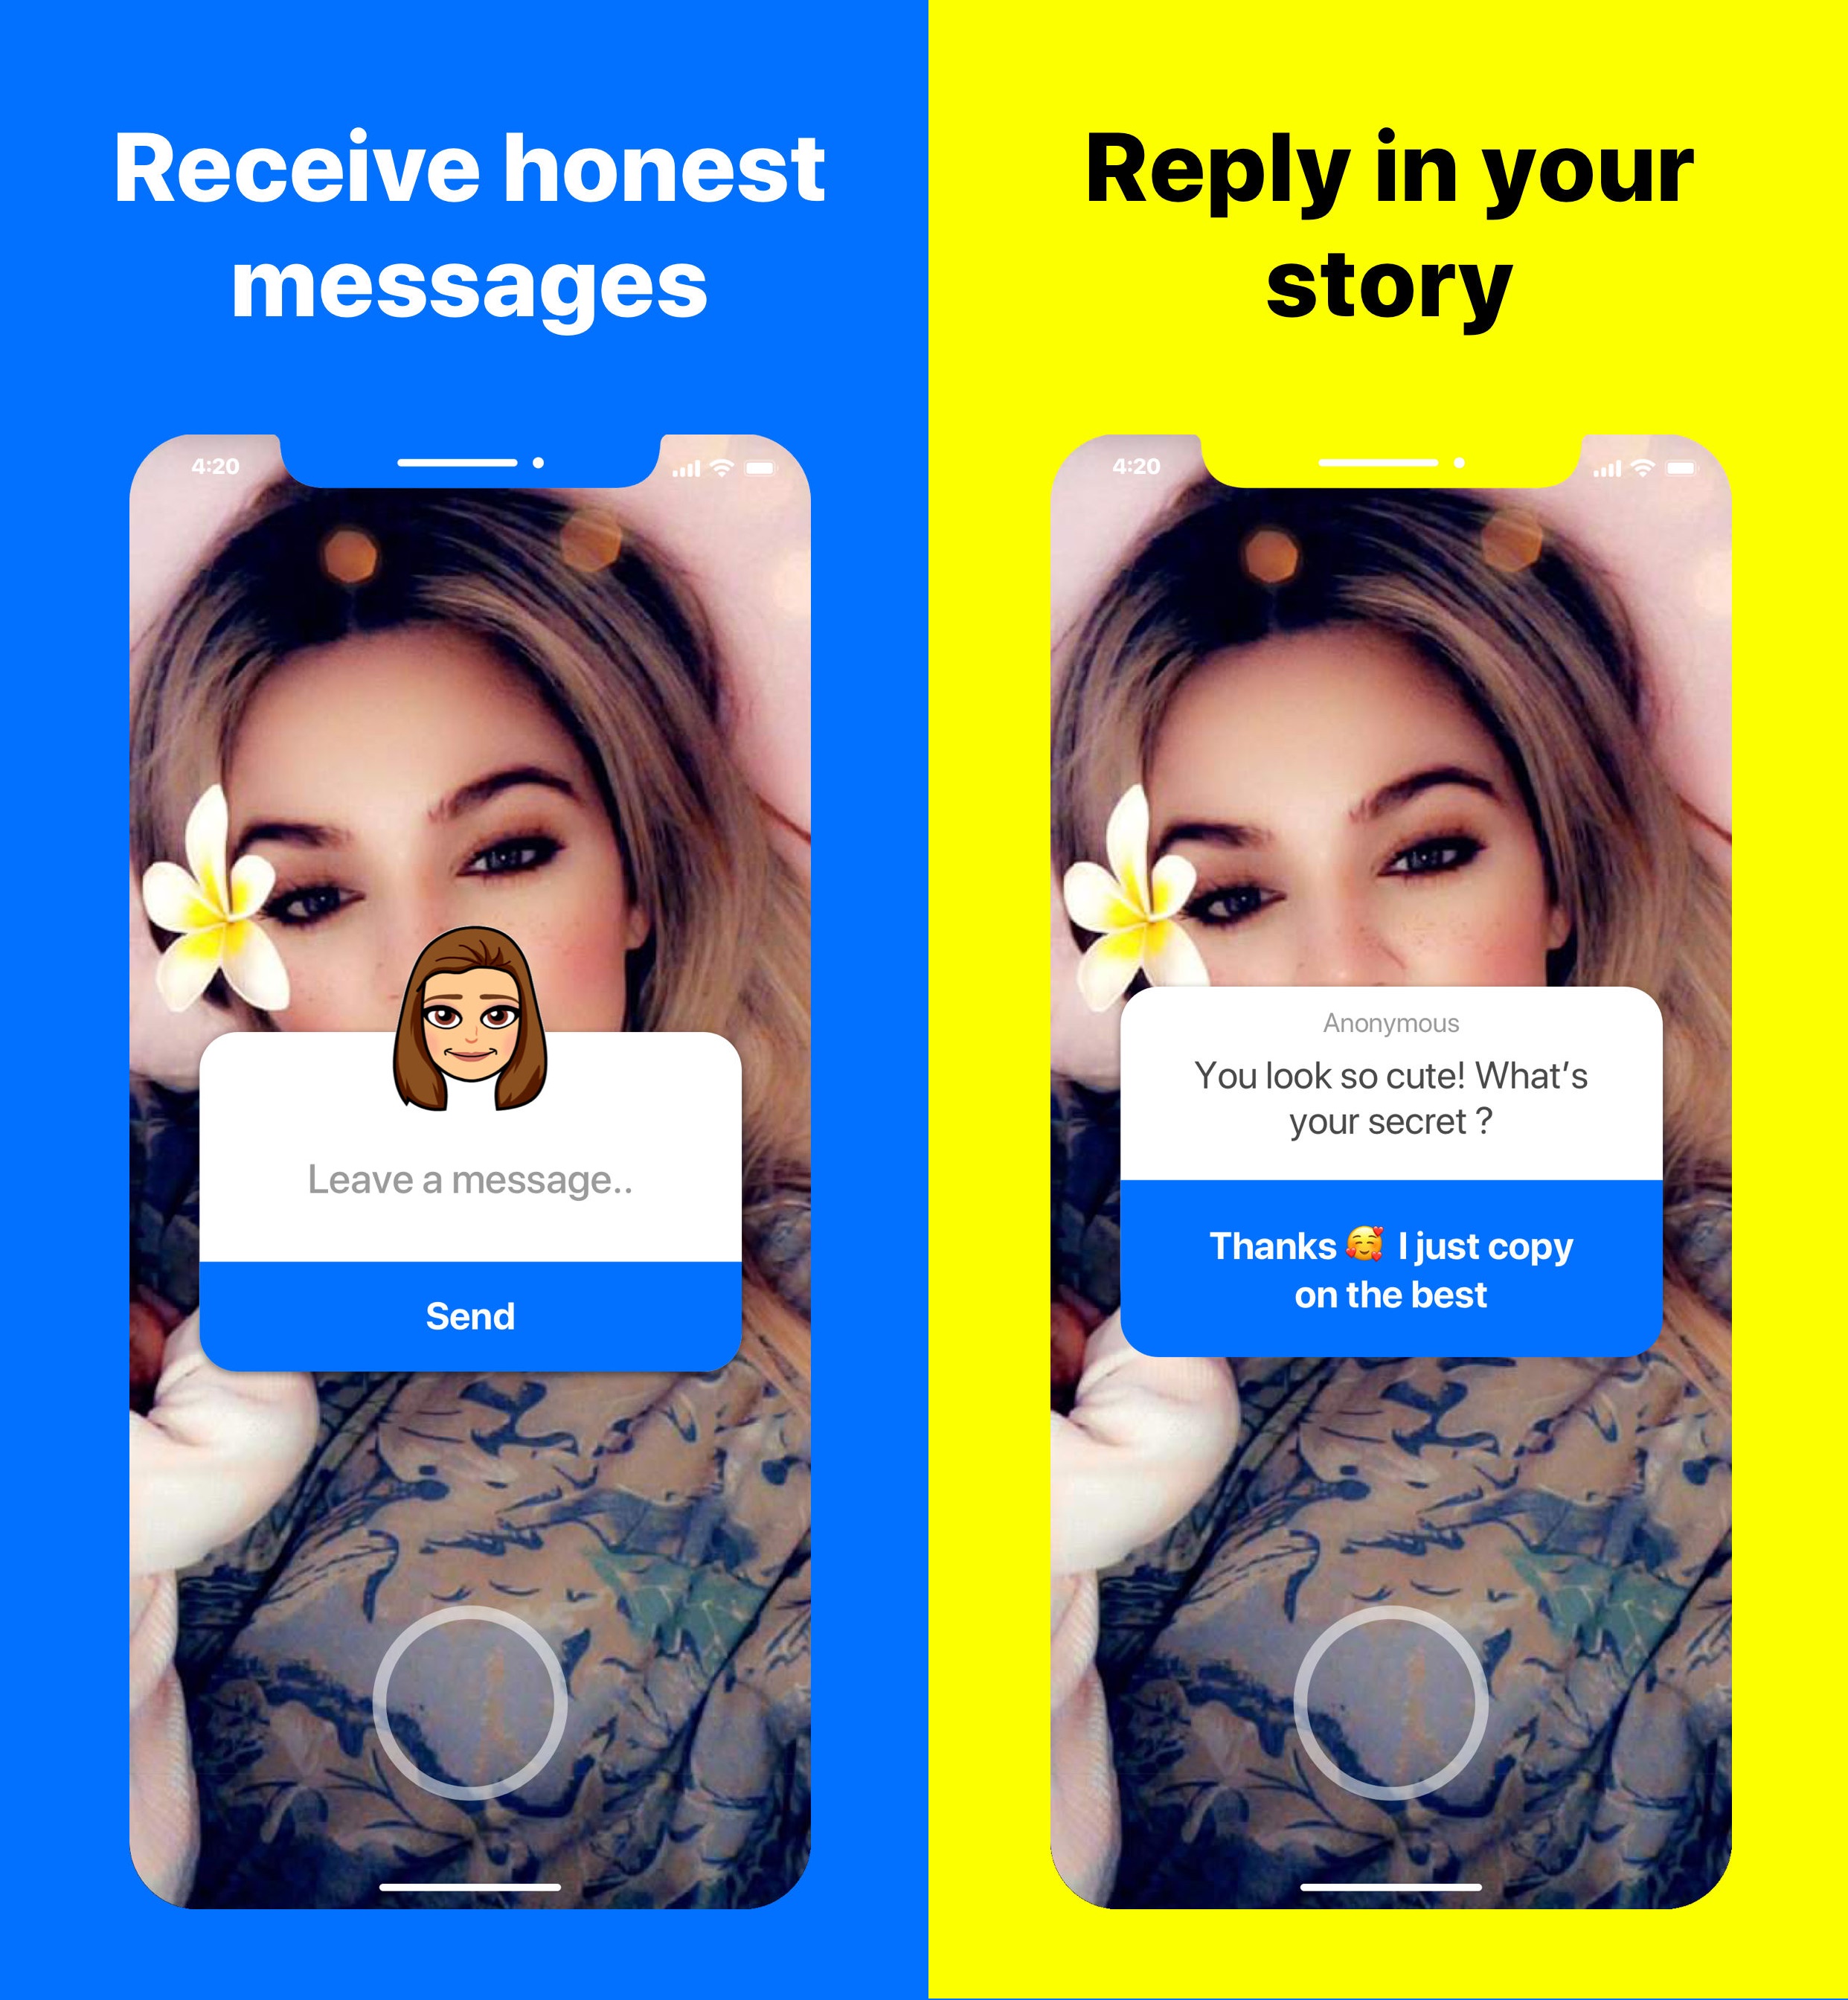 Receive honest
messages
4:20
Leave a message..
Send
Reply in your
story
4:20
Anonymous
You look so cute! What’s
your secret ?
Thanks 🥰 I just copy
on the best